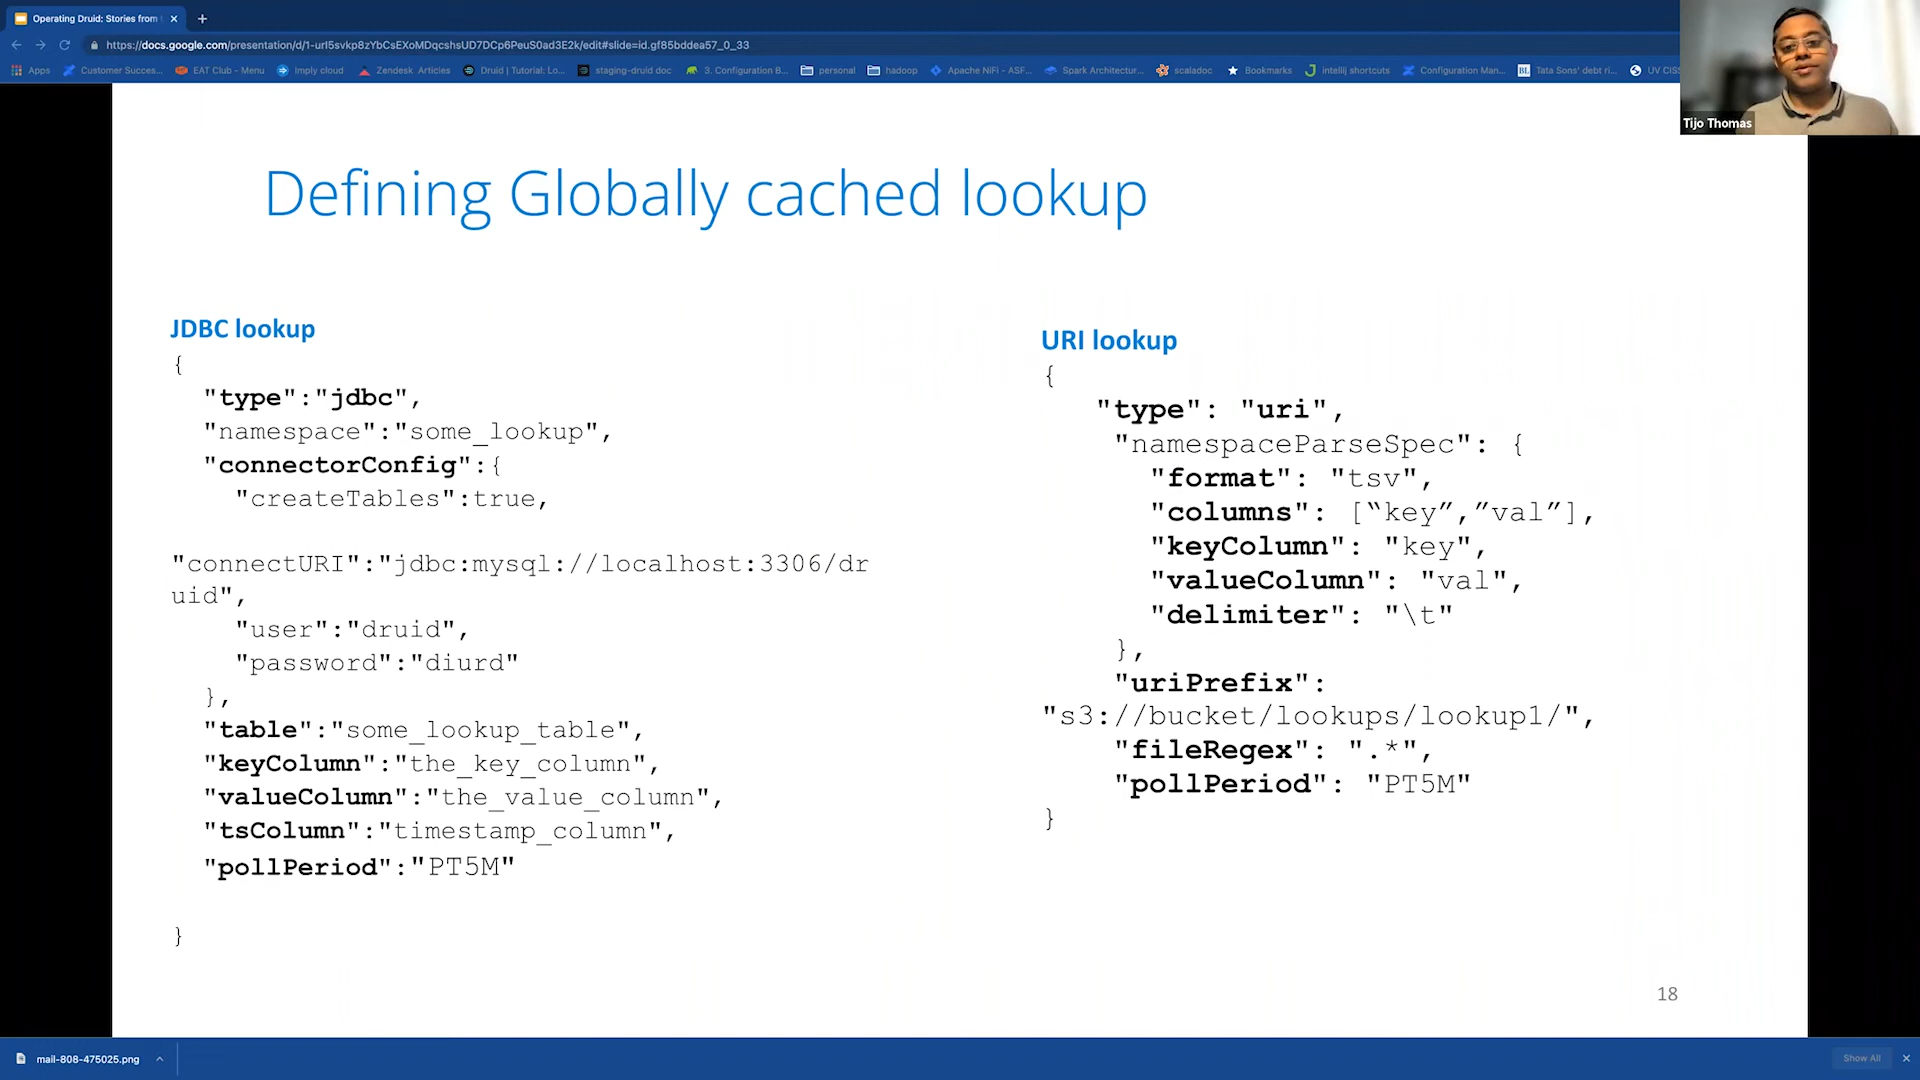 Operating Druid: Stories from
https://docs.google.com/presentation/d/1-url5svkp8zYbCsEXoMDqcshsUD7DCp6PeuS0ad3E2k/edit#slide=id.gf85bddea57_0_33
Apps Customer Succes... EAT Club - Menu Imply cloud Zendesk Articles Druid | Tutorial: Lo... staging-druid doc 3. Configuration B... personal hadoop Apache NiFi - ASF... Spark Architectur... scaladoc Bookmarks intellij shortcuts Configuration Man... Tata Sons' debt ri... UV CIS
Tijo Thomas
Defining Globally cached lookup
JDBC lookup
{
"type":"jdbc",
"namespace":"some_lookup",
"connectorConfig":{
"createTables":true,
"connectURI":"jdbc:mysql://localhost:3306/dr
uid",
"user":"druid",
"password":"diurd"
},
"table":"some_lookup_table",
"keyColumn":"the_key_column",
"valueColumn":"the_value_column",
"tsColumn":"timestamp_column",
"pollPeriod":"PT5M"
}
URI lookup
{
"type": "uri",
"namespaceParseSpec": {
"format": "tsv",
"columns": [“key”,”val”],
"keyColumn": "key",
"valueColumn": "val",
"delimiter": "\t"
},
"uriPrefix":
"s3://bucket/lookups/lookup1/",
"fileRegex": ".*",
"pollPeriod": "PT5M"
}
18
mail-808-475025.png
Show All